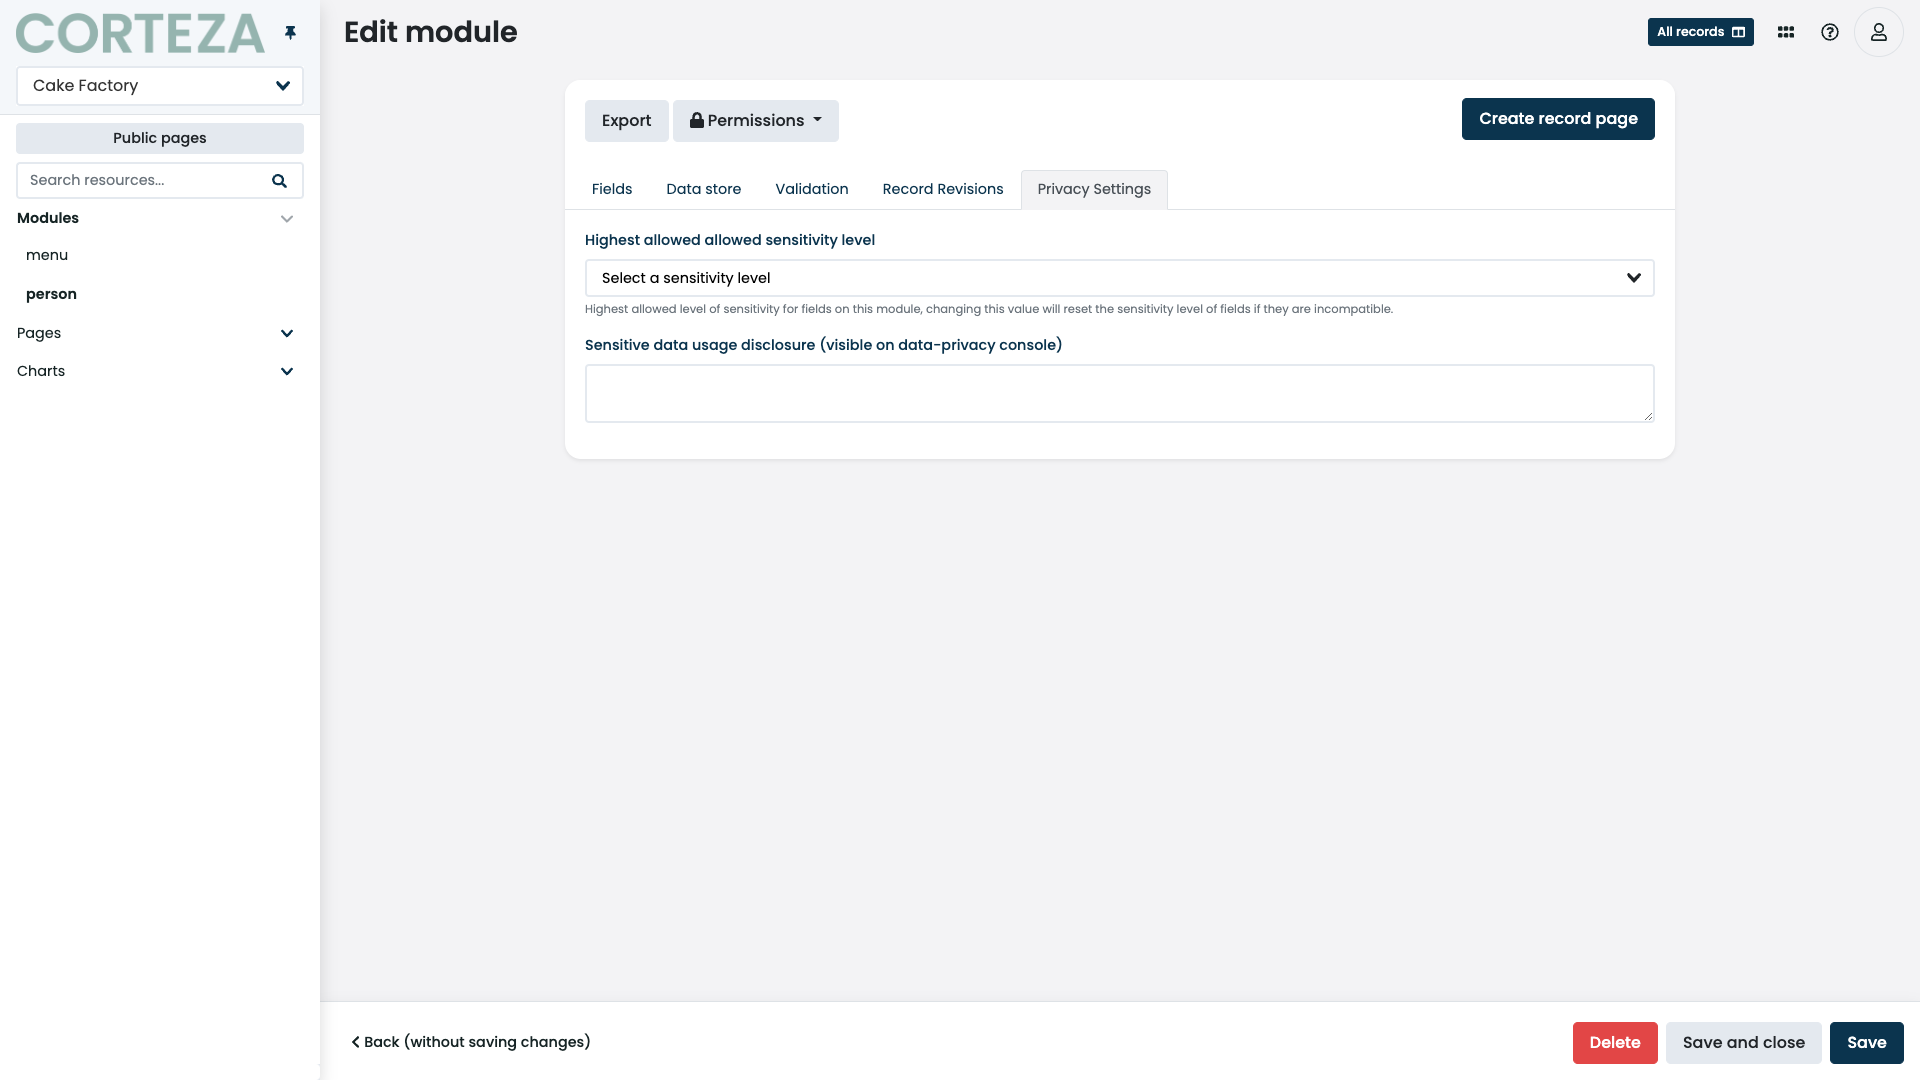 CORTEZA
Cake Factory
Public pages
Search resources...
Modules
menu
person
Pages
Charts
Edit module
All records
Export
Permissions
Create record page
Fields
Data store
Validation
Record Revisions
Privacy Settings
Highest allowed allowed sensitivity level
Select a sensitivity level
Highest allowed level of sensitivity for fields on this module, changing this value will reset the sensitivity level of fields if they are incompatible.
Sensitive data usage disclosure (visible on data-privacy console)
Back (without saving changes)
Delete
Save and close
Save